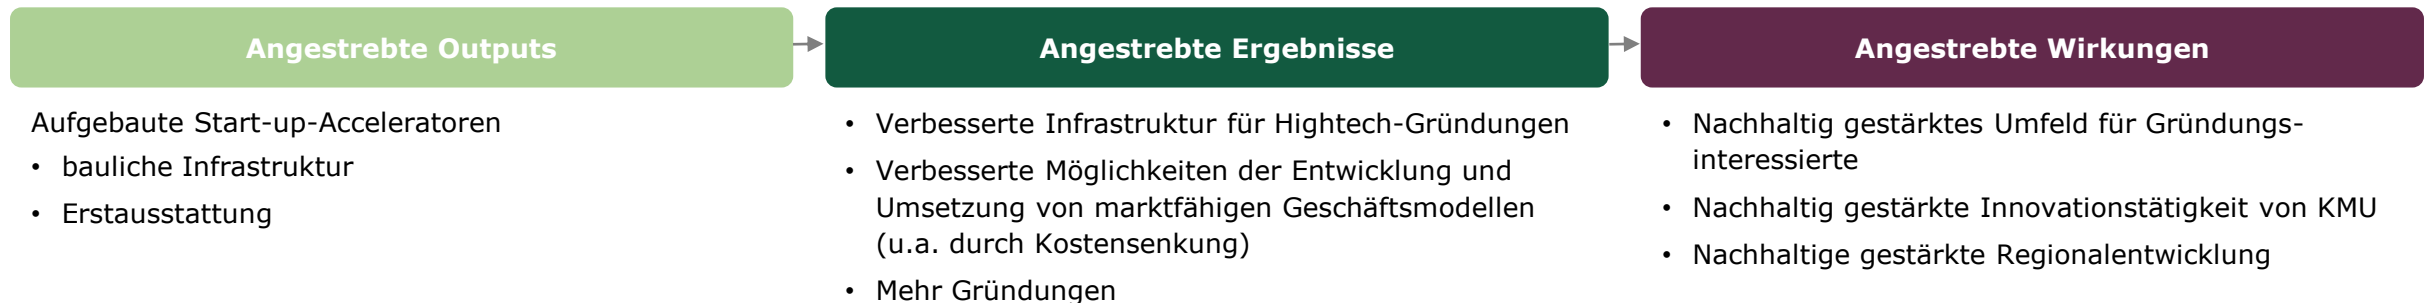 Angestrebte Outputs
Aufgebaute Start-up-Acceleratoren
• bauliche Infrastruktur
• Erstausstattung
Angestrebte Ergebnisse
• Verbesserte Infrastruktur für Hightech-Gründungen
• Verbesserte Möglichkeiten der Entwicklung und
Umsetzung von marktfähigen Geschäftsmodellen
(u.a. durch Kostensenkung)
• Mehr Gründungen
Angestrebte Wirkungen
• Nachhaltig gestärktes Umfeld für Gründungs-
interessierte
• Nachhaltig gestärkte Innovationstätigkeit von KMU
• Nachhaltige gestärkte Regionalentwicklung